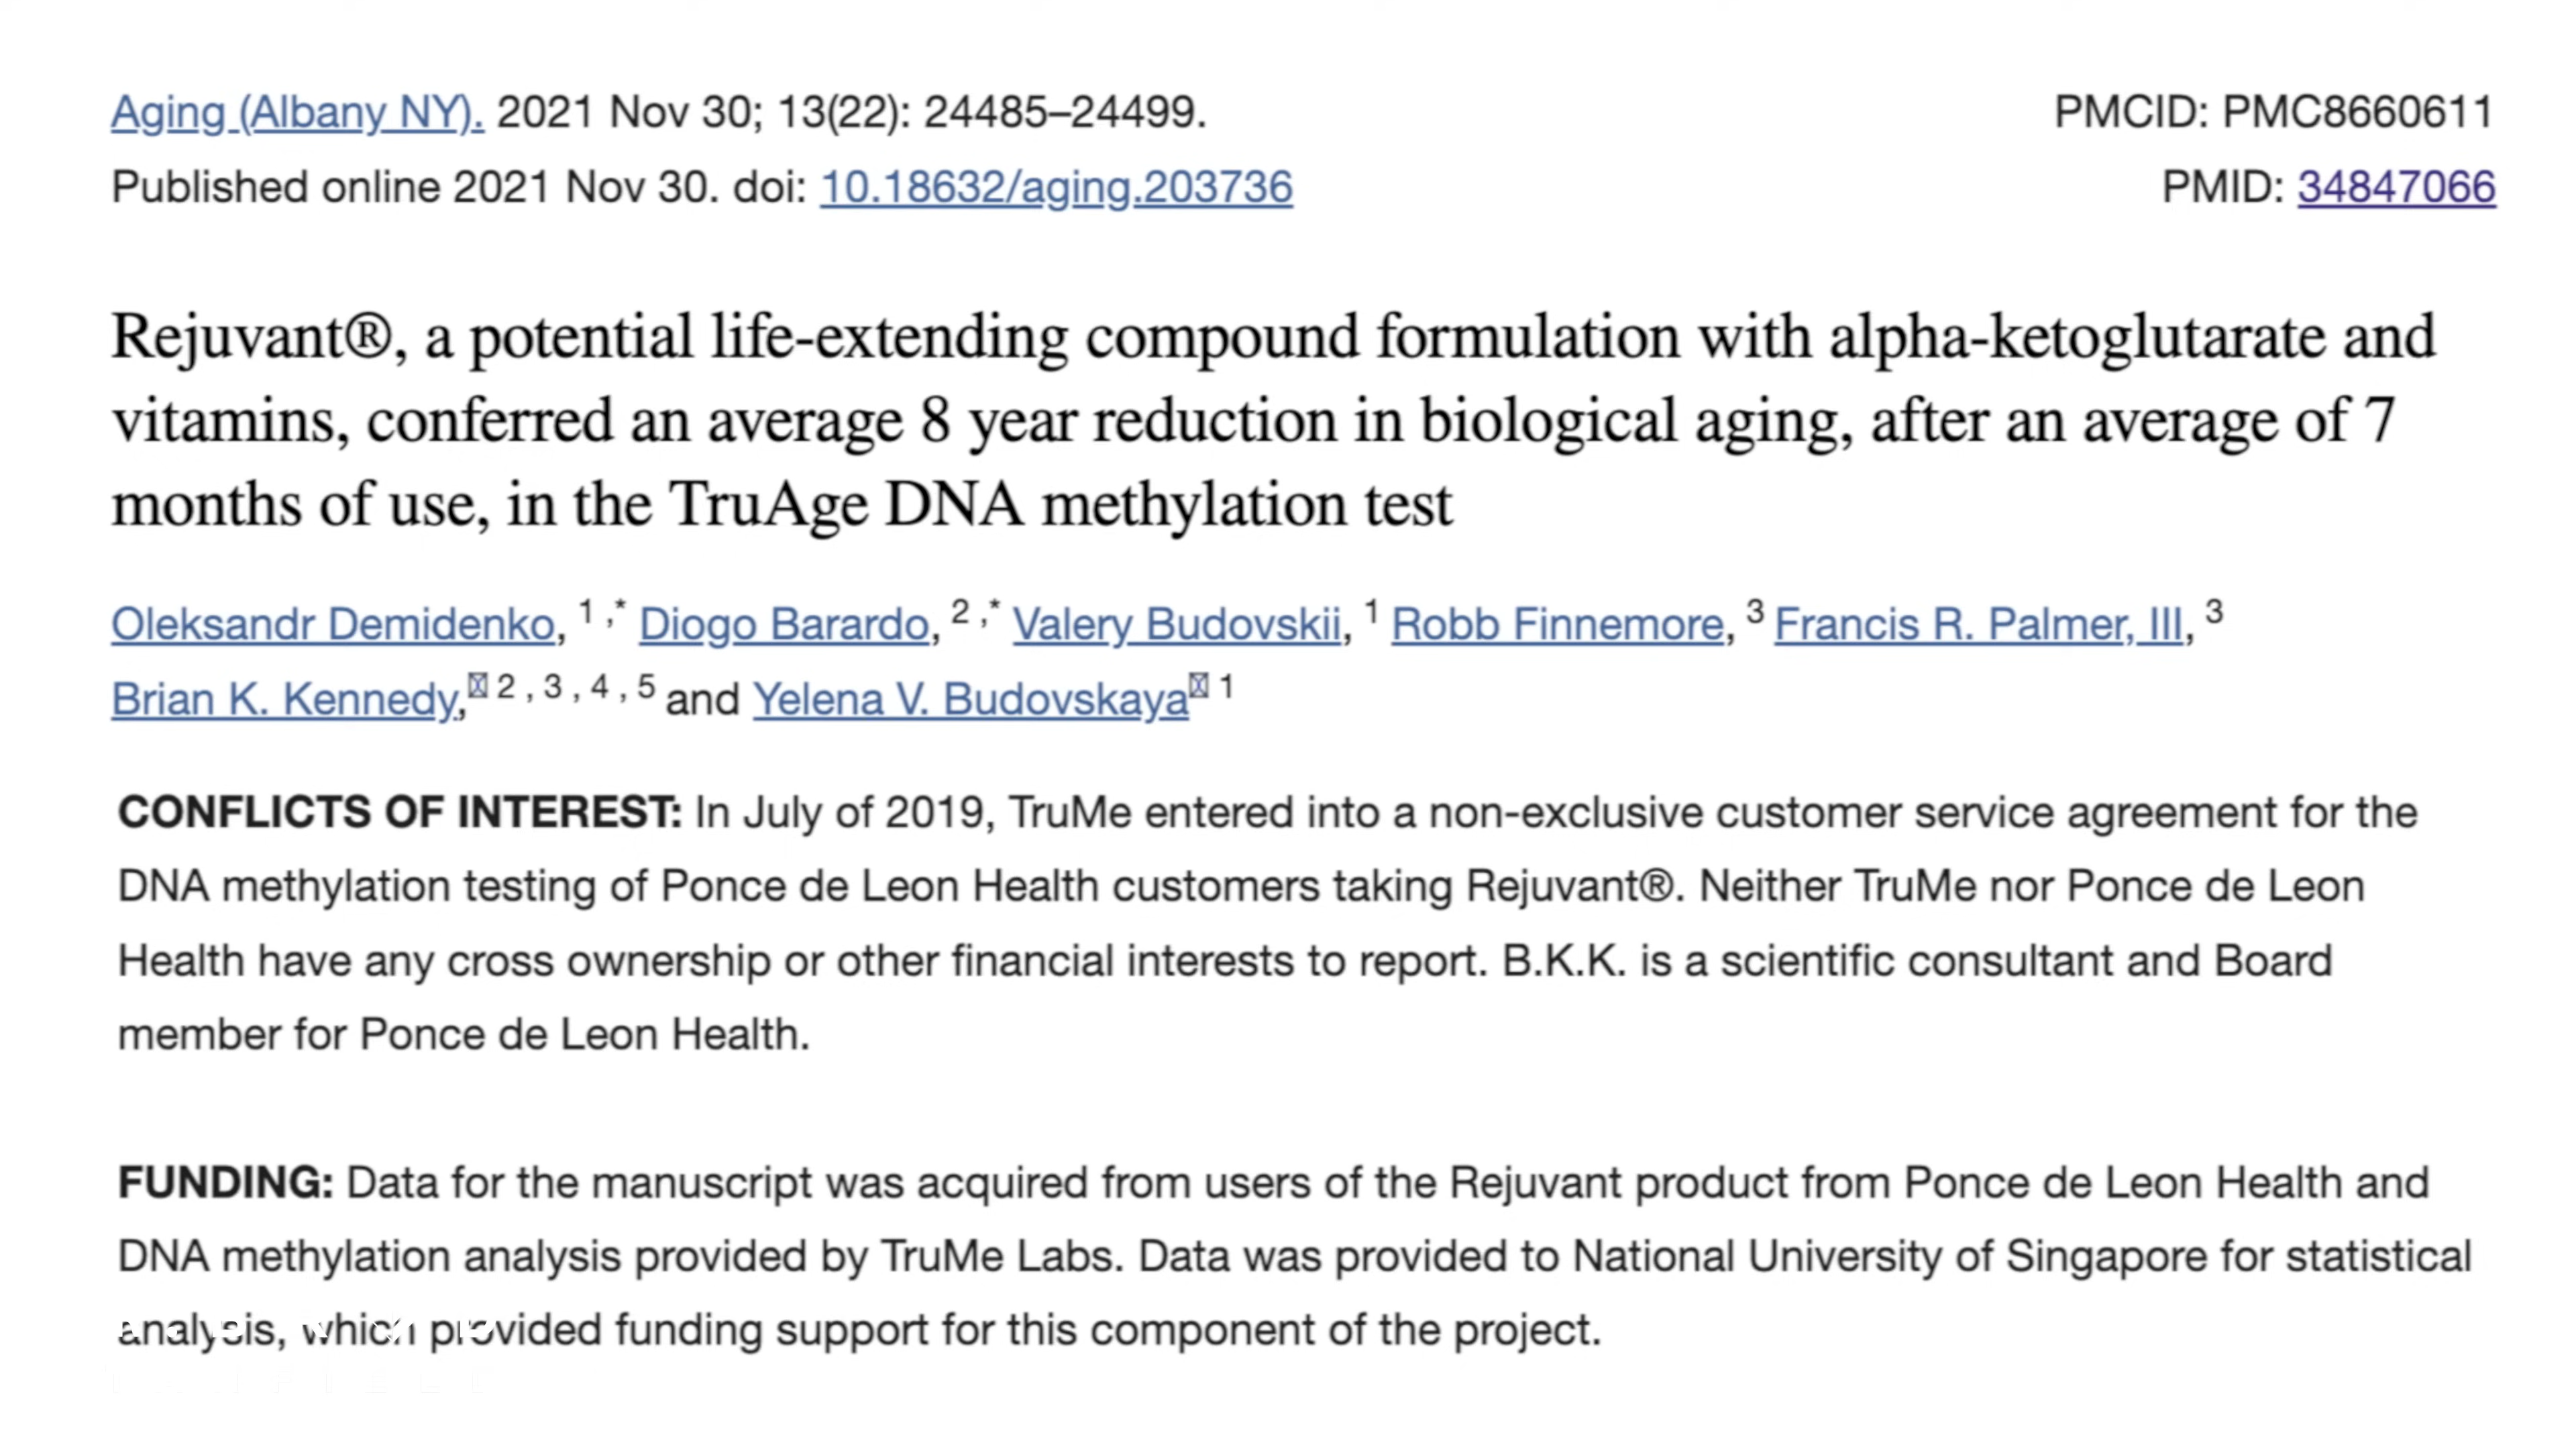 Aging (Albany NY). 2021 Nov 30; 13(22): 24485–24499.
PMCID: PMC8660611
Published online 2021 Nov 30. doi: 10.18632/aging.203736
PMID: 34847066
Rejuvant®, a potential life-extending compound formulation with alpha-ketoglutarate and
vitamins, conferred an average 8 year reduction in biological aging, after an average of 7
months of use, in the TruAge DNA methylation test
Oleksandr Demidenko, 1 ,* Diogo Barardo, 2 ,* Valery Budovskii, 1 Robb Finnemore, 3 Francis R. Palmer, III, 3
Brian K. Kennedy, 2 , 3 , 4 , 5 and Yelena V. Budovskaya 1
CONFLICTS OF INTEREST: In July of 2019, TruMe entered into a non-exclusive customer service agreement for the
DNA methylation testing of Ponce de Leon Health customers taking Rejuvant®. Neither TruMe nor Ponce de Leon
Health have any cross ownership or other financial interests to report. B.K.K. is a scientific consultant and Board
member for Ponce de Leon Health.
FUNDING: Data for the manuscript was acquired from users of the Rejuvant product from Ponce de Leon Health and
DNA methylation analysis provided by TruMe Labs. Data was provided to National University of Singapore for statistical
analysis, which provided funding support for this component of the project.